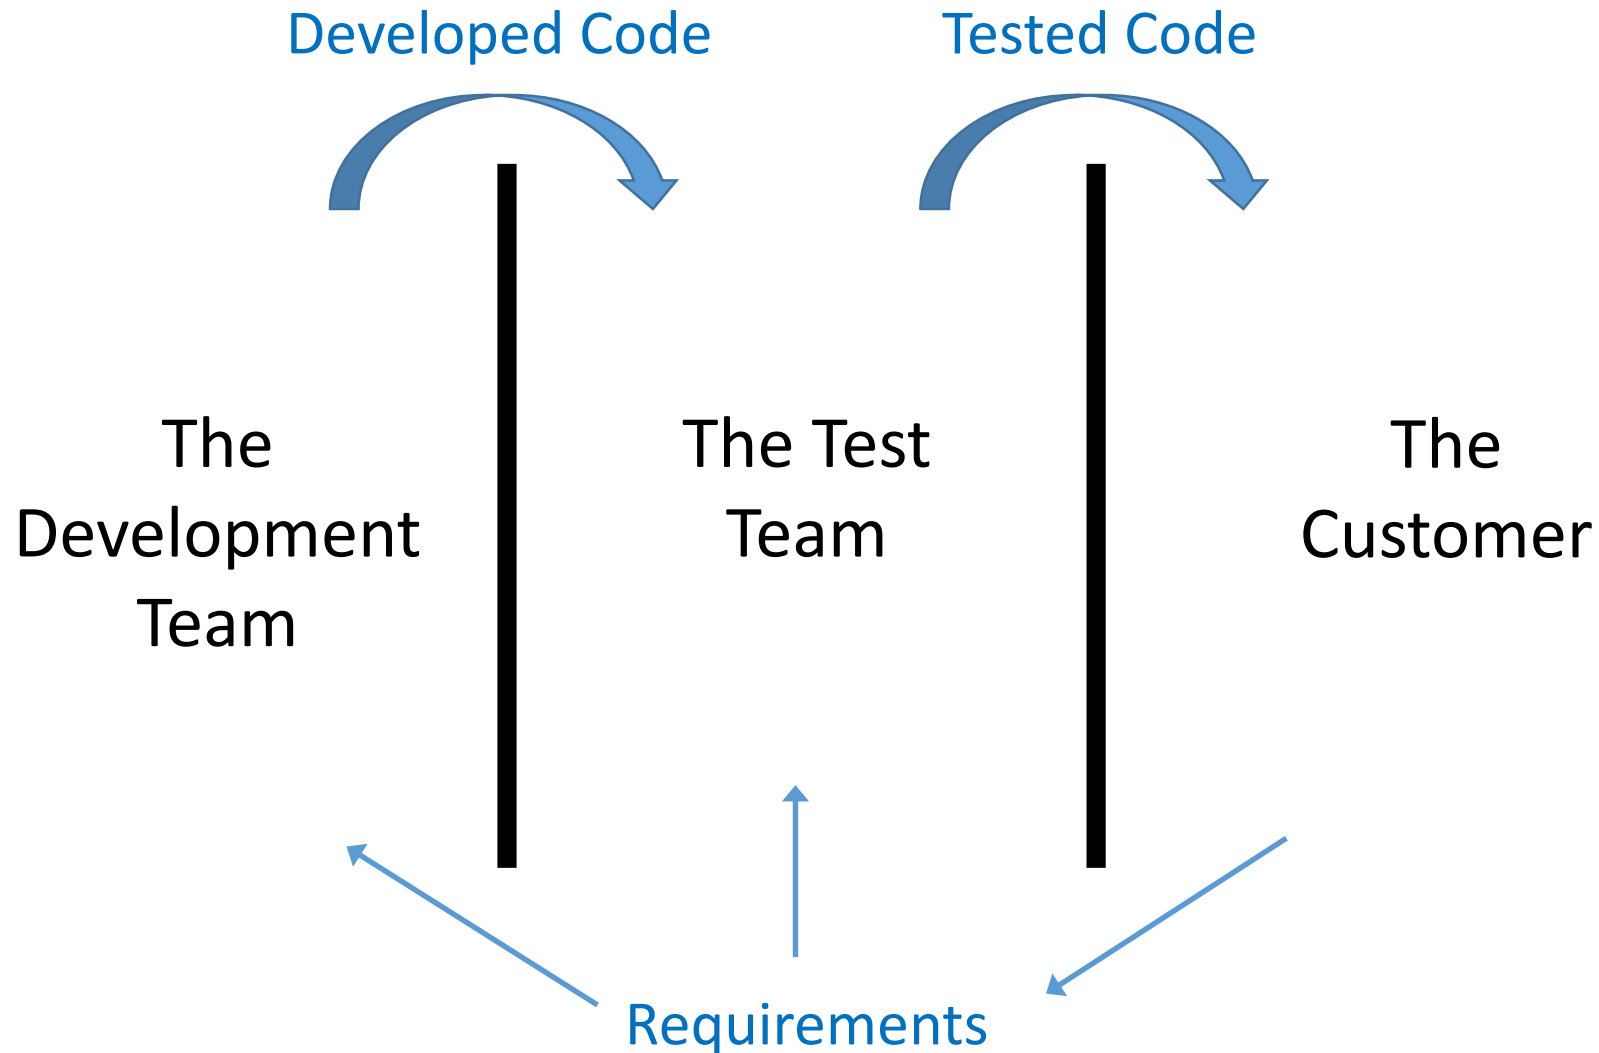 Developed Code
Tested Code
The
Development
Team
The Test
Team
The
Customer
Requirements